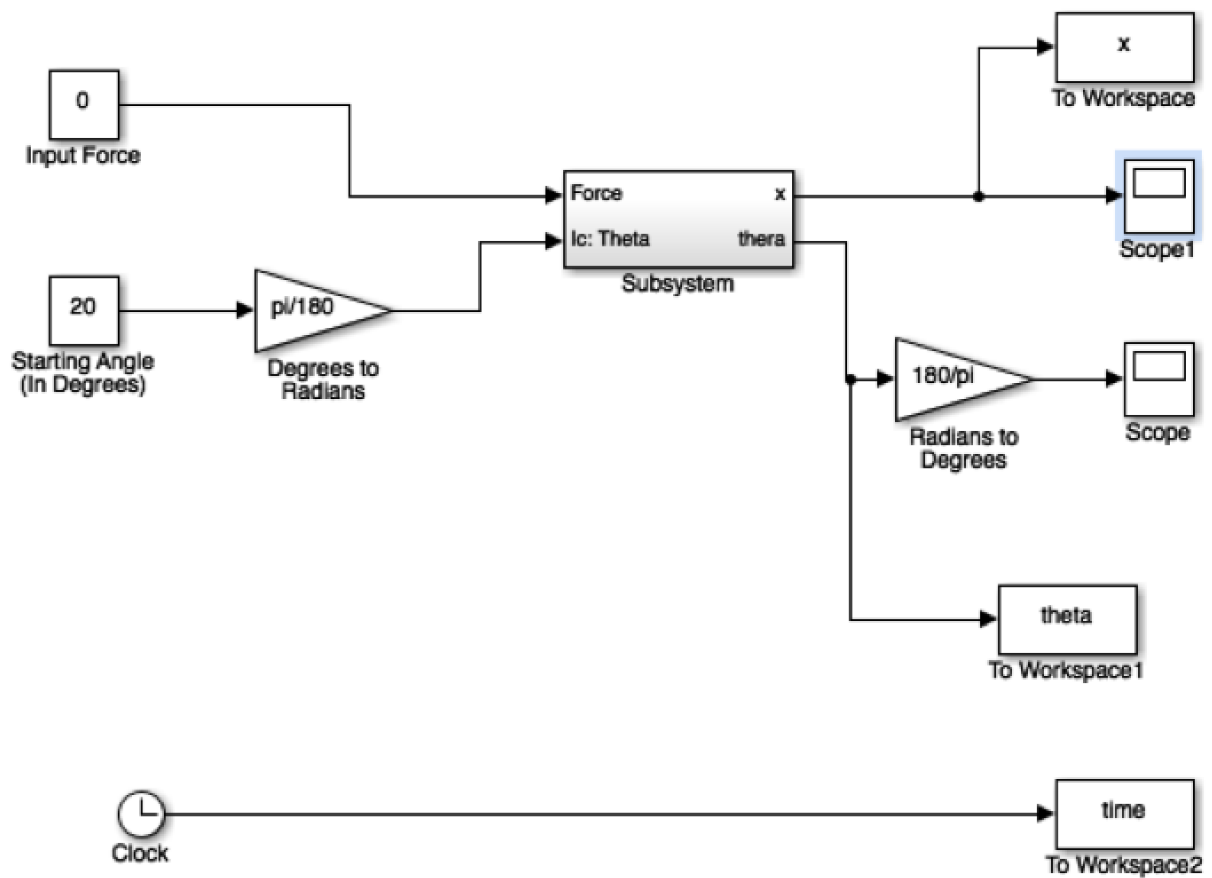 x
To Workspace
0
Input Force
Force
x
Scope1
Ic: Theta
thera
Subsystem
20
pi/180
Starting Angle
(In Degrees)
Degrees to
Radians
180/pi
Scope
Radians to
Degrees
theta
To Workspace1
time
Clock
To Workspace2